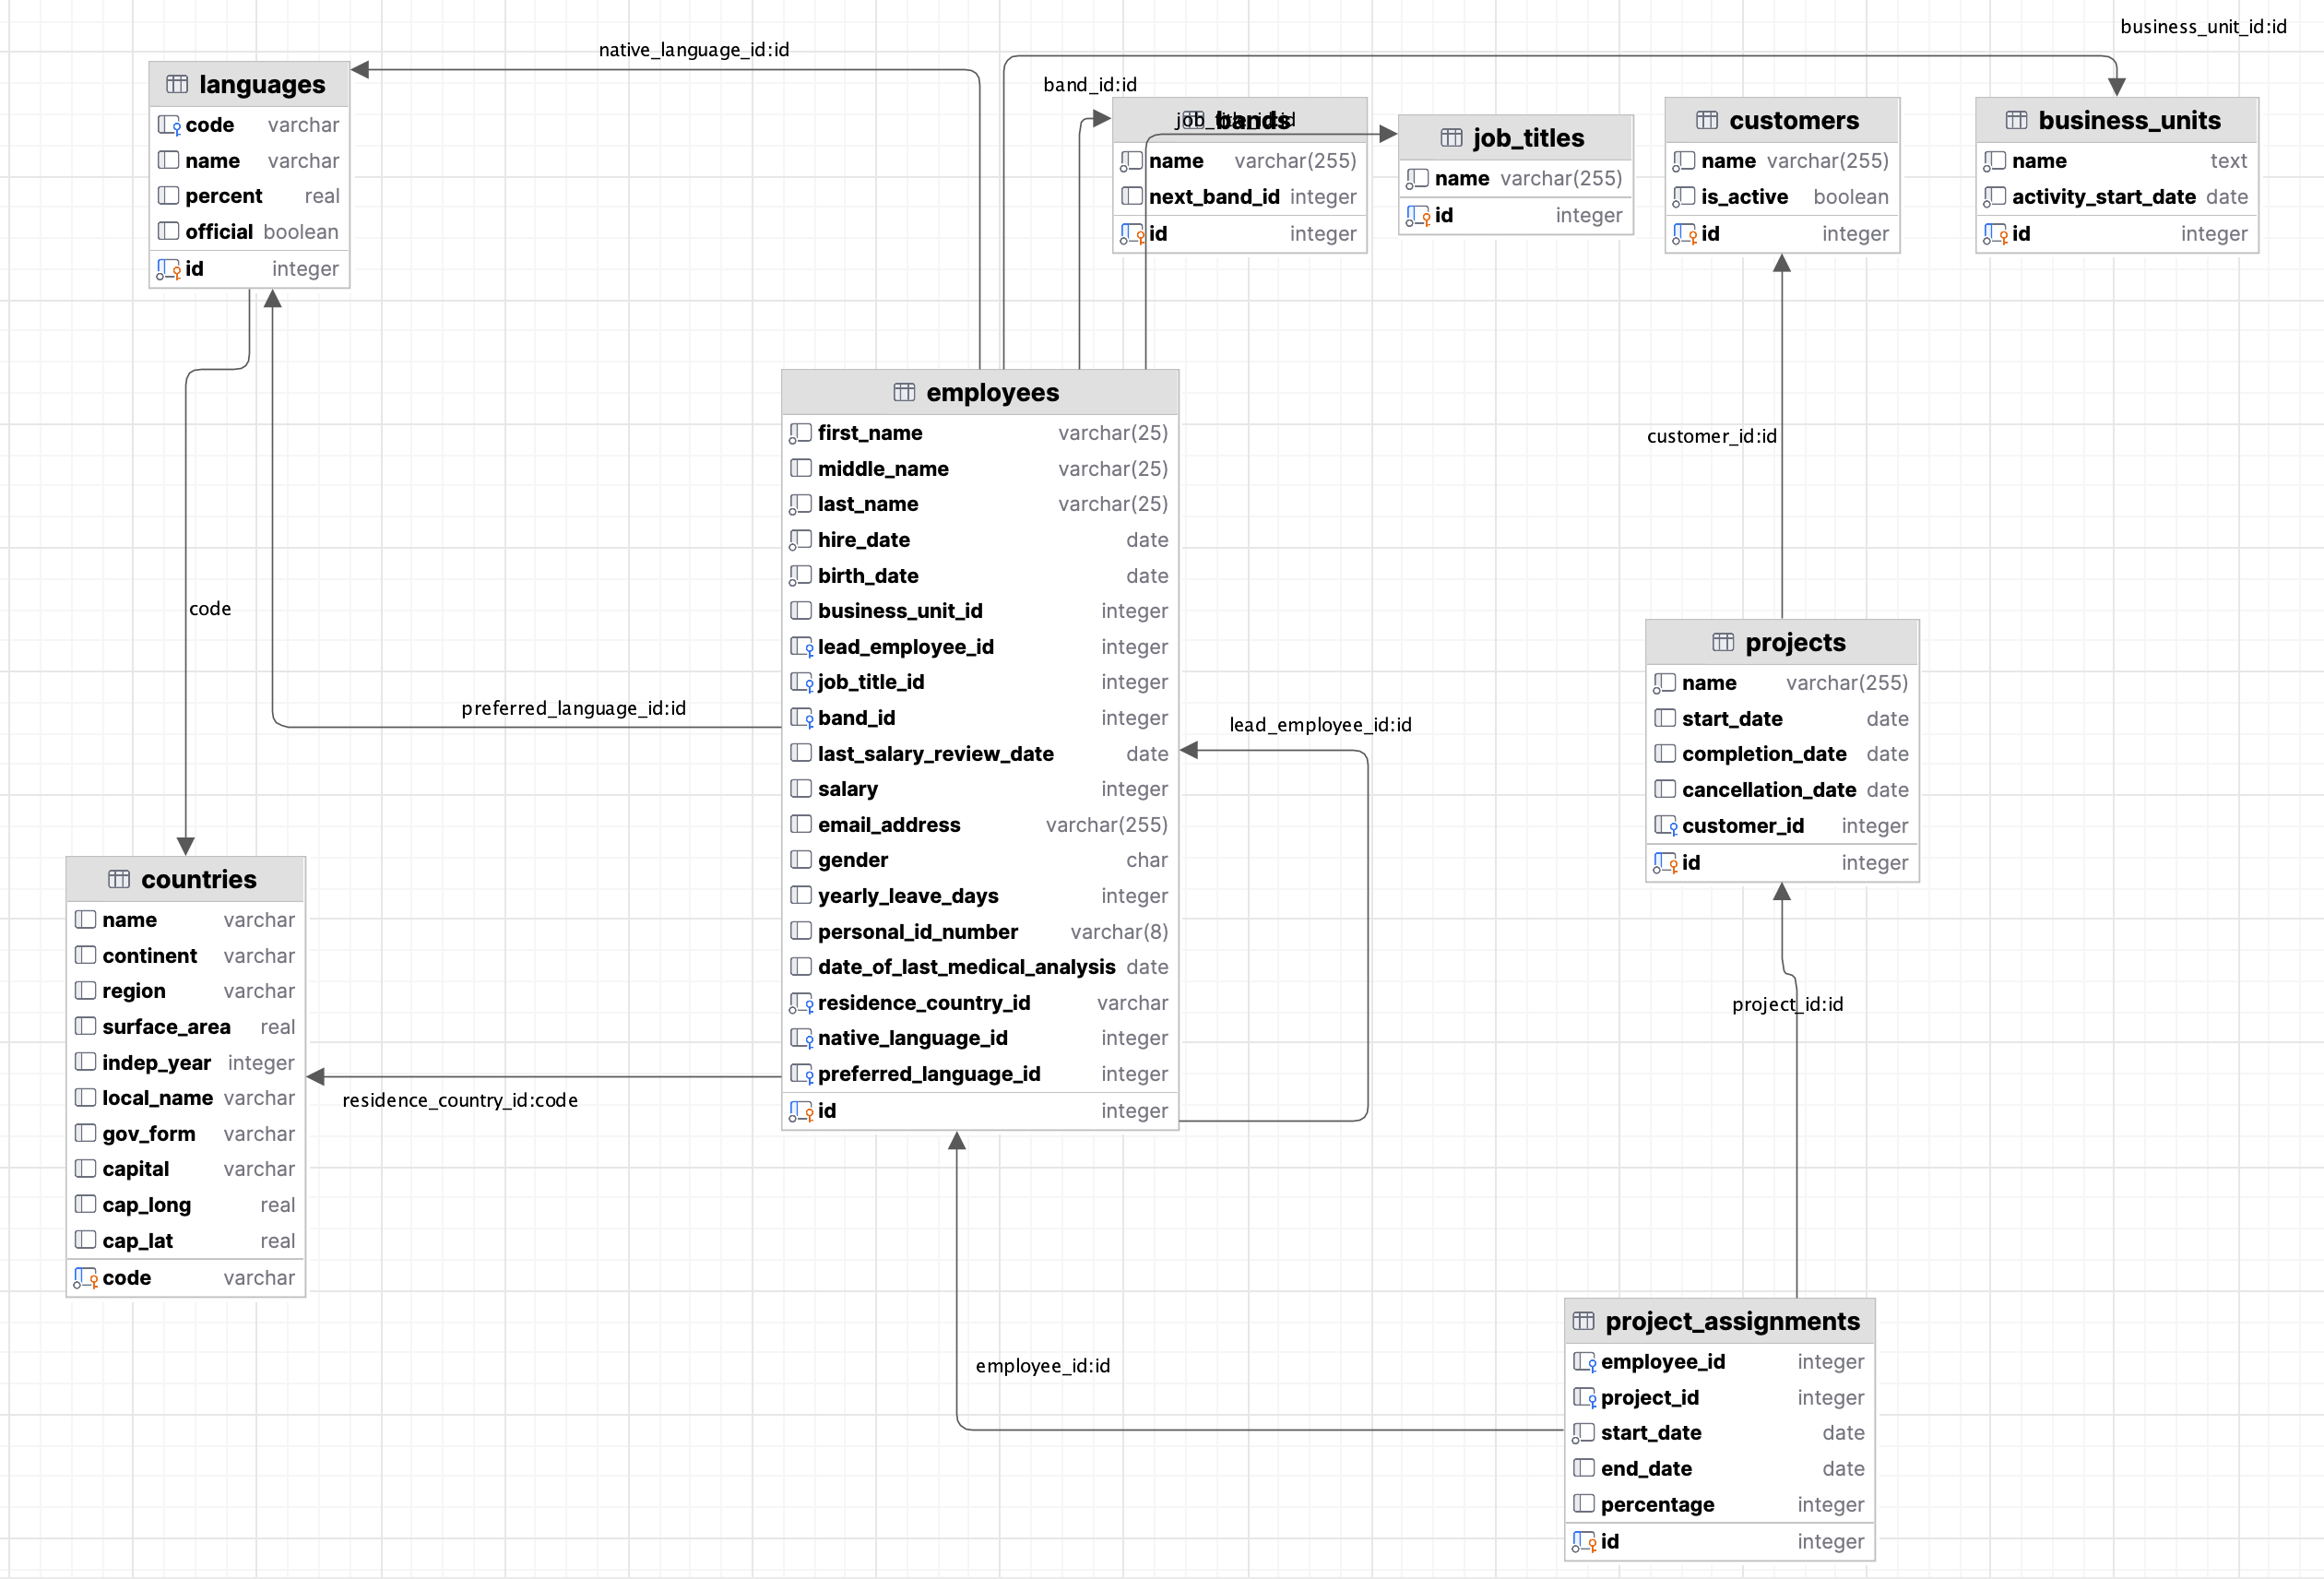 business_unit_id:id
native_language_id:id
band_id:id
job_title_id:id
languages
code varchar
name varchar
percent real
official boolean
id integer
bands
name varchar(255)
next_band_id integer
id integer
job_titles
name varchar(255)
id integer
customers
name varchar(255)
is_active boolean
id integer
business_units
name text
activity_start_date date
id integer
employees
first_name varchar(25)
middle_name varchar(25)
last_name varchar(25)
hire_date date
birth_date date
business_unit_id integer
lead_employee_id integer
job_title_id integer
band_id integer
last_salary_review_date date
salary integer
email_address varchar(255)
gender char
yearly_leave_days integer
personal_id_number varchar(8)
date_of_last_medical_analysis date
residence_country_id varchar
native_language_id integer
preferred_language_id integer
id integer
customer_id:id
code
preferred_language_id:id
lead_employee_id:id
projects
name varchar(255)
start_date date
completion_date date
cancellation_date date
customer_id integer
id integer
countries
name varchar
continent varchar
region varchar
surface_area real
indep_year integer
local_name varchar
gov_form varchar
capital varchar
cap_long real
cap_lat real
code varchar
residence_country_id:code
project_id:id
employee_id:id
project_assignments
employee_id integer
project_id integer
start_date date
end_date date
percentage integer
id integer